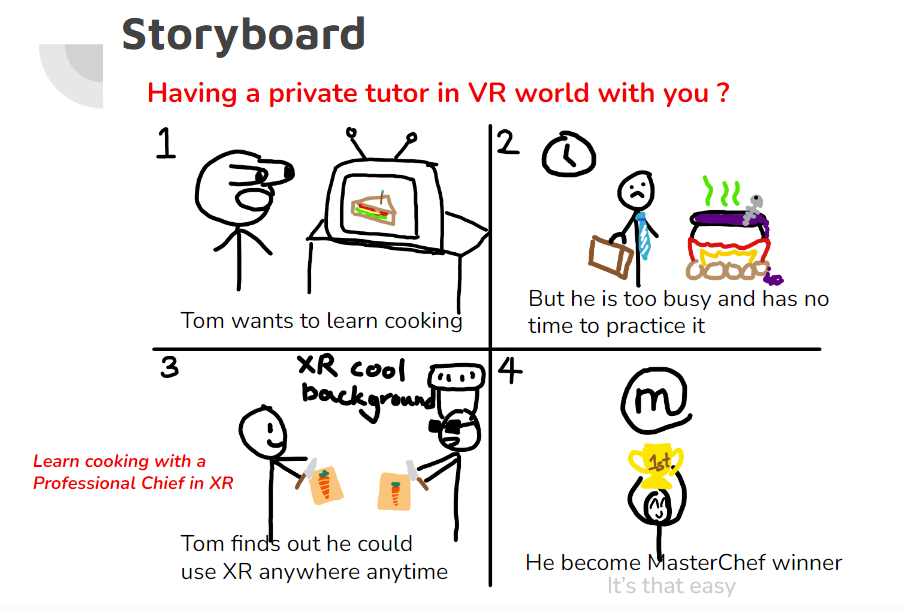 Storyboard
Having a private tutor in VR world with you ?
1
Tom wants to learn cooking
2
But he is too busy and has no
time to practice it
3
XR cool
background
Learn cooking with a
Professional Chief in XR
Tom finds out he could
use XR anywhere anytime
4
m
1st.
He become MasterChef winner
It's that easy